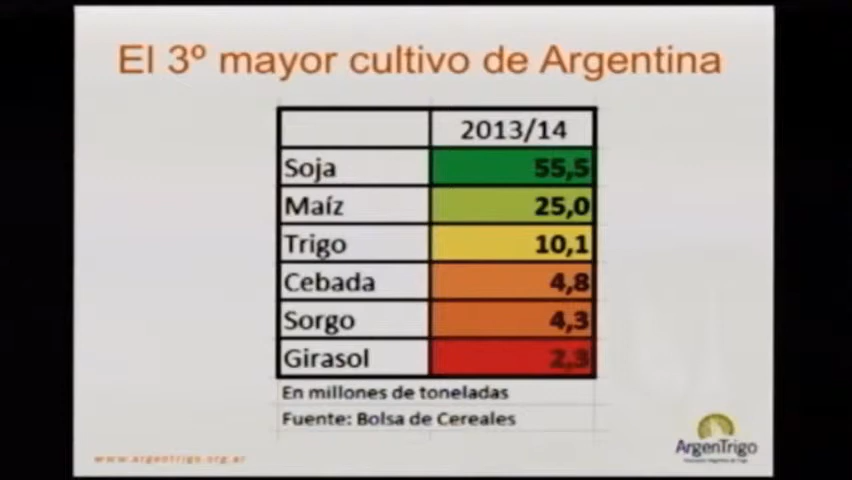 El 3º mayor cultivo de Argentina
2013/14
Soja 55,5
Maíz 25,0
Trigo 10,1
Cebada 4,8
Sorgo 4,3
Girasol 2,3
En millones de toneladas
Fuente: Bolsa de Cereales
ArgenTrigo
www.argentrigo.org.ar